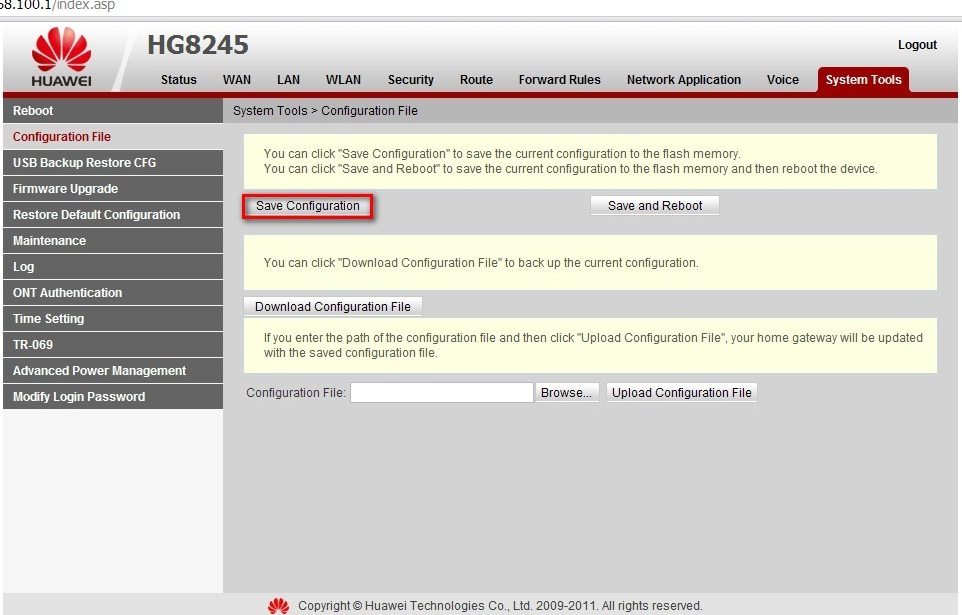 58.100.1/index.asp
HG8245
Logout
HUAWEI
Status WAN LAN WLAN Security Route Forward Rules Network Application Voice System Tools
Reboot
Configuration File
USB Backup Restore CFG
Firmware Upgrade
Restore Default Configuration
Maintenance
Log
ONT Authentication
Time Setting
TR-069
Advanced Power Management
Modify Login Password
System Tools > Configuration File
You can click "Save Configuration" to save the current configuration to the flash memory.
You can click "Save and Reboot" to save the current configuration to the flash memory and then reboot the device.
Save Configuration Save and Reboot
You can click "Download Configuration File" to back up the current configuration.
Download Configuration File
If you enter the path of the configuration file and then click "Upload Configuration File", your home gateway will be updated
with the saved configuration file.
Configuration File: Browse... Upload Configuration File
Copyright © Huawei Technologies Co., Ltd. 2009-2011. All rights reserved.